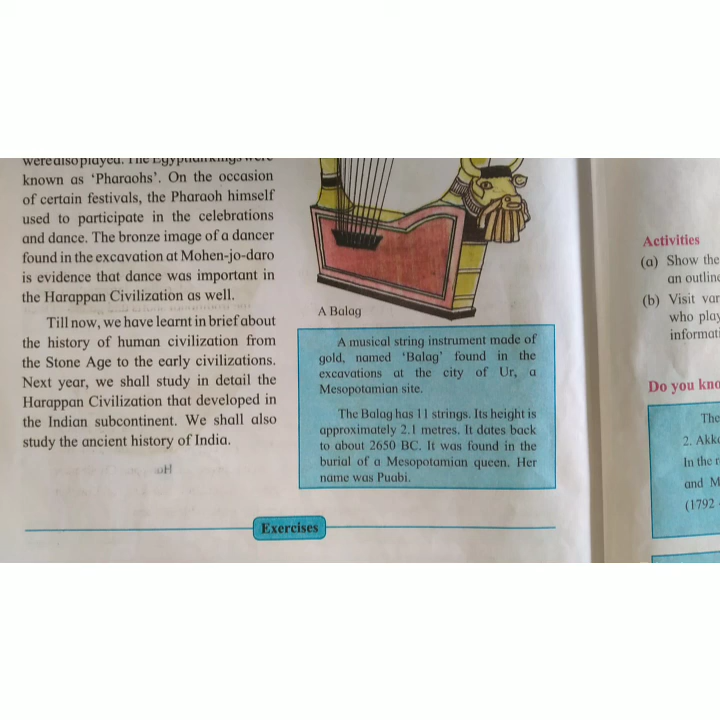 were also played. The Egyptian kings were
known as ‘Pharaohs’. On the occasion
of certain festivals, the Pharaoh himself
used to participate in the celebrations
and dance. The bronze image of a dancer
found in the excavation at Mohen-jo-daro
is evidence that dance was important in
the Harappan Civilization as well.
Till now, we have learnt in brief about
the history of human civilization from
the Stone Age to the early civilizations.
Next year, we shall study in detail the
Harappan Civilization that developed in
the Indian subcontinent. We shall also
study the ancient history of India.
A Balag
A musical string instrument made of
gold, named ‘Balag’ found in the
excavations at the city of Ur, a
Mesopotamian site.
The Balag has 11 strings. Its height is
approximately 2.1 metres. It dates back
to about 2650 BC. It was found in the
burial of a Mesopotamian queen. Her
name was Puabi.
Exercises
Activities
(a) Show the
an outline
(b) Visit
who play
Do you
The
2.
In the
and M
(1792 -